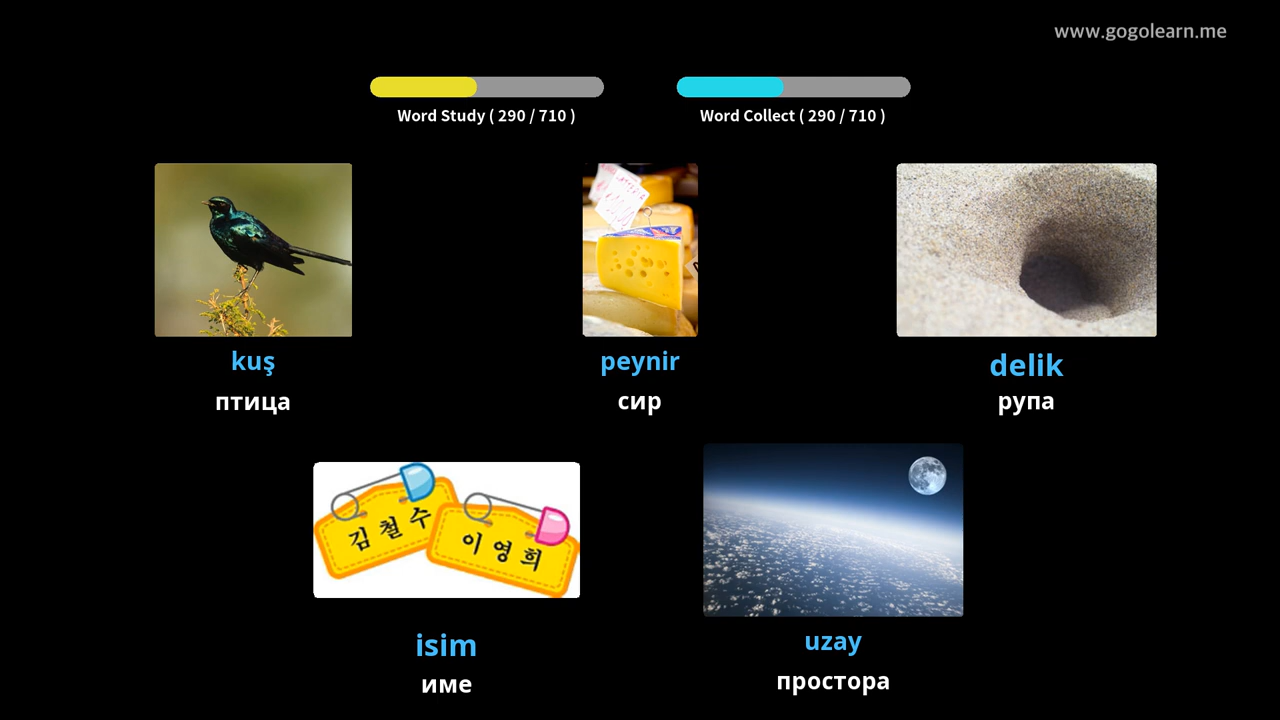 www.gogolearn.me
Word Study ( 290 / 710 )
Word Collect ( 290 / 710 )
kuş
peynir
delik
птица
сир
рупа
김철수
이영희
isim
uzay
име
простора